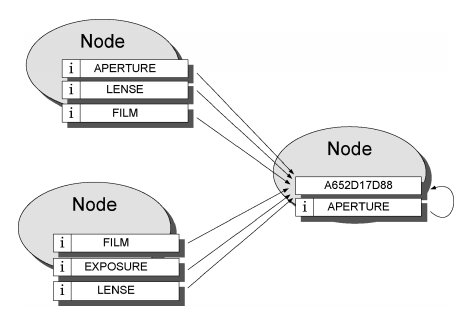 Node
i APERTURE
i LENSE
i FILM
Node
A652D17D88
i APERTURE
Node
i FILM
i EXPOSURE
i LENSE